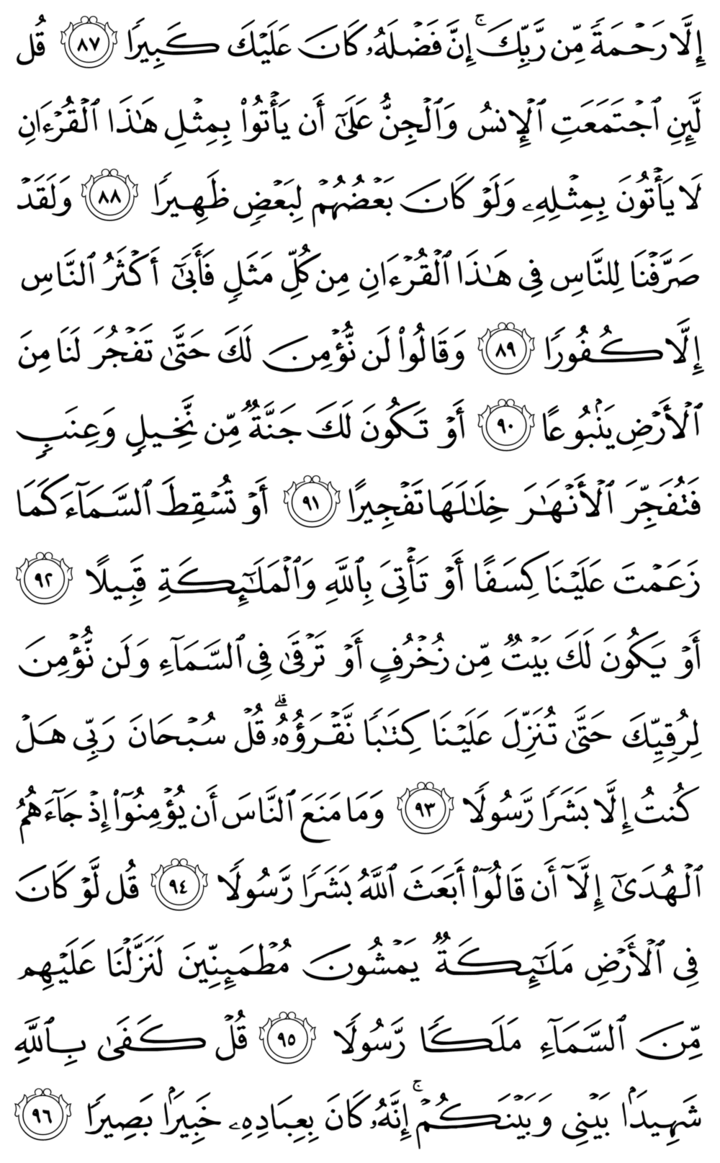 إِلَّا رَحۡمَةٗ مِّن رَّبِّكَۚ إِنَّ فَضۡلَهُۥ كَانَ عَلَيۡكَ كَبِيرٗا ٨٧ قُل
لَّئِنِ ٱجۡتَمَعَتِ ٱلۡإِنسُ وَٱلۡجِنُّ عَلَىٰٓ أَن يَأۡتُواْ بِمِثۡلِ هَٰذَا ٱلۡقُرۡءَانِ
لَا يَأۡتُونَ بِمِثۡلِهِۦ وَلَوۡ كَانَ بَعۡضُهُمۡ لِبَعۡضٖ ظَهِيرٗا ٨٨ وَلَقَدۡ
صَرَّفۡنَا لِلنَّاسِ فِي هَٰذَا ٱلۡقُرۡءَانِ مِن كُلِّ مَثَلٖ فَأَبَىٰٓ أَكۡثَرُ ٱلنَّاسِ
إِلَّا كُفُورٗا ٨٩ وَقَالُواْ لَن نُّؤۡمِنَ لَكَ حَتَّىٰ تَفۡجُرَ لَنَا مِنَ
ٱلۡأَرۡضِ يَنۢبُوعًا ٩٠ أَوۡ تَكُونَ لَكَ جَنَّةٞ مِّن نَّخِيلٖ وَعِنَبٖ
فَتُفَجِّرَ ٱلۡأَنۡهَٰرَ خِلَٰلَهَا تَفۡجِيرًا ٩١ أَوۡ تُسۡقِطَ ٱلسَّمَآءَ كَمَا
زَعَمۡتَ عَلَيۡنَا كِسَفًا أَوۡ تَأۡتِيَ بِٱللَّهِ وَٱلۡمَلَٰٓئِكَةِ قَبِيلًا ٩٢
أَوۡ يَكُونَ لَكَ بَيۡتٞ مِّن زُخۡرُفٍ أَوۡ تَرۡقَىٰ فِي ٱلسَّمَآءِ وَلَن نُّؤۡمِنَ
لِرُقِيِّكَ حَتَّىٰ تُنَزِّلَ عَلَيۡنَا كِتَٰبٗا نَّقۡرَؤُهُۥۗ قُلۡ سُبۡحَانَ رَبِّي هَلۡ
كُنتُ إِلَّا بَشَرٗا رَّسُولٗا ٩٣ وَمَا مَنَعَ ٱلنَّاسَ أَن يُؤۡمِنُوٓاْ إِذۡ جَآءَهُمُ
ٱلۡهُدَىٰٓ إِلَّآ أَن قَالُوٓاْ أَبَعَثَ ٱللَّهُ بَشَرٗا رَّسُولٗا ٩٤ قُل لَّوۡ كَانَ
فِي ٱلۡأَرۡضِ مَلَٰٓئِكَةٞ يَمۡشُونَ مُطۡمَئِنِّينَ لَنَزَّلۡنَا عَلَيۡهِم
مِّنَ ٱلسَّمَآءِ مَلَكٗا رَّسُولٗا ٩٥ قُلۡ كَفَىٰ بِٱللَّهِ
شَهِيدَۢا بَيۡنِي وَبَيۡنَكُمۡۚ إِنَّهُۥ كَانَ بِعِبَادِهِۦ خَبِيرَۢا بَصِيرٗا ٩٦